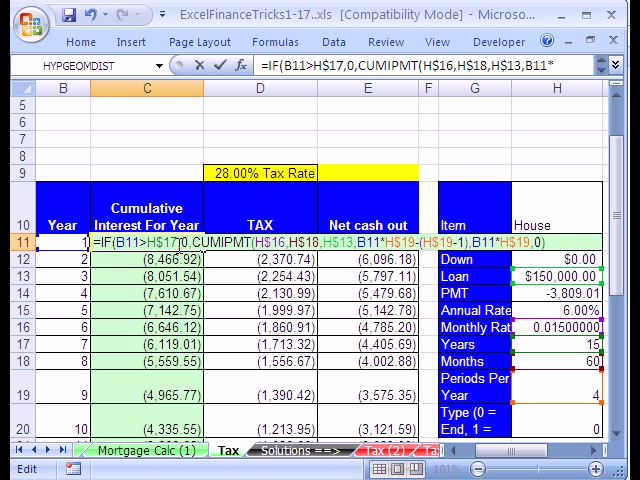 ExcelFinanceTricks1-17..xls [Compatibility Mode] - Microso...
Home Insert Page Layout Formulas Data Review View Developer
HYPGEOMDIST fx =IF(B11>H$17,0,CUMIPMT(H$16,H$18,H$13,B11*
B C D E F G H
5
6
7
8
9 28.00% Tax Rate
10 Year Cumulative Interest For Year TAX Net cash out Item House
11 1 =IF(B11>H$17,0,CUMIPMT(H$16,H$18,H$13,B11*H$19-(H$19-1),B11*H$19,0)
12 2 (8,466.92) (2,370.74) (6,096.18) Down $0.00
13 3 (8,051.54) (2,254.43) (5,797.11) Loan $150,000.00
14 4 (7,610.67) (2,130.99) (5,479.68) PMT -3,809.01
15 5 (7,142.75) (1,999.97) (5,142.78) Annual Rate 6.00%
16 6 (6,646.12) (1,860.91) (4,785.20) Monthly Rat 0.01500000
17 7 (6,119.01) (1,713.32) (4,405.69) Years 15
18 8 (5,559.55) (1,556.67) (4,002.88) Months 60
19 9 (4,965.77) (1,390.42) (3,575.35) Periods Per Year 4
20 10 (4,335.55) (1,213.95) (3,121.59) Type (0 = End, 1 = 0
Mortgage Calc (1) Tax Solutions ==> Tax (2) Ta
Edit 101%